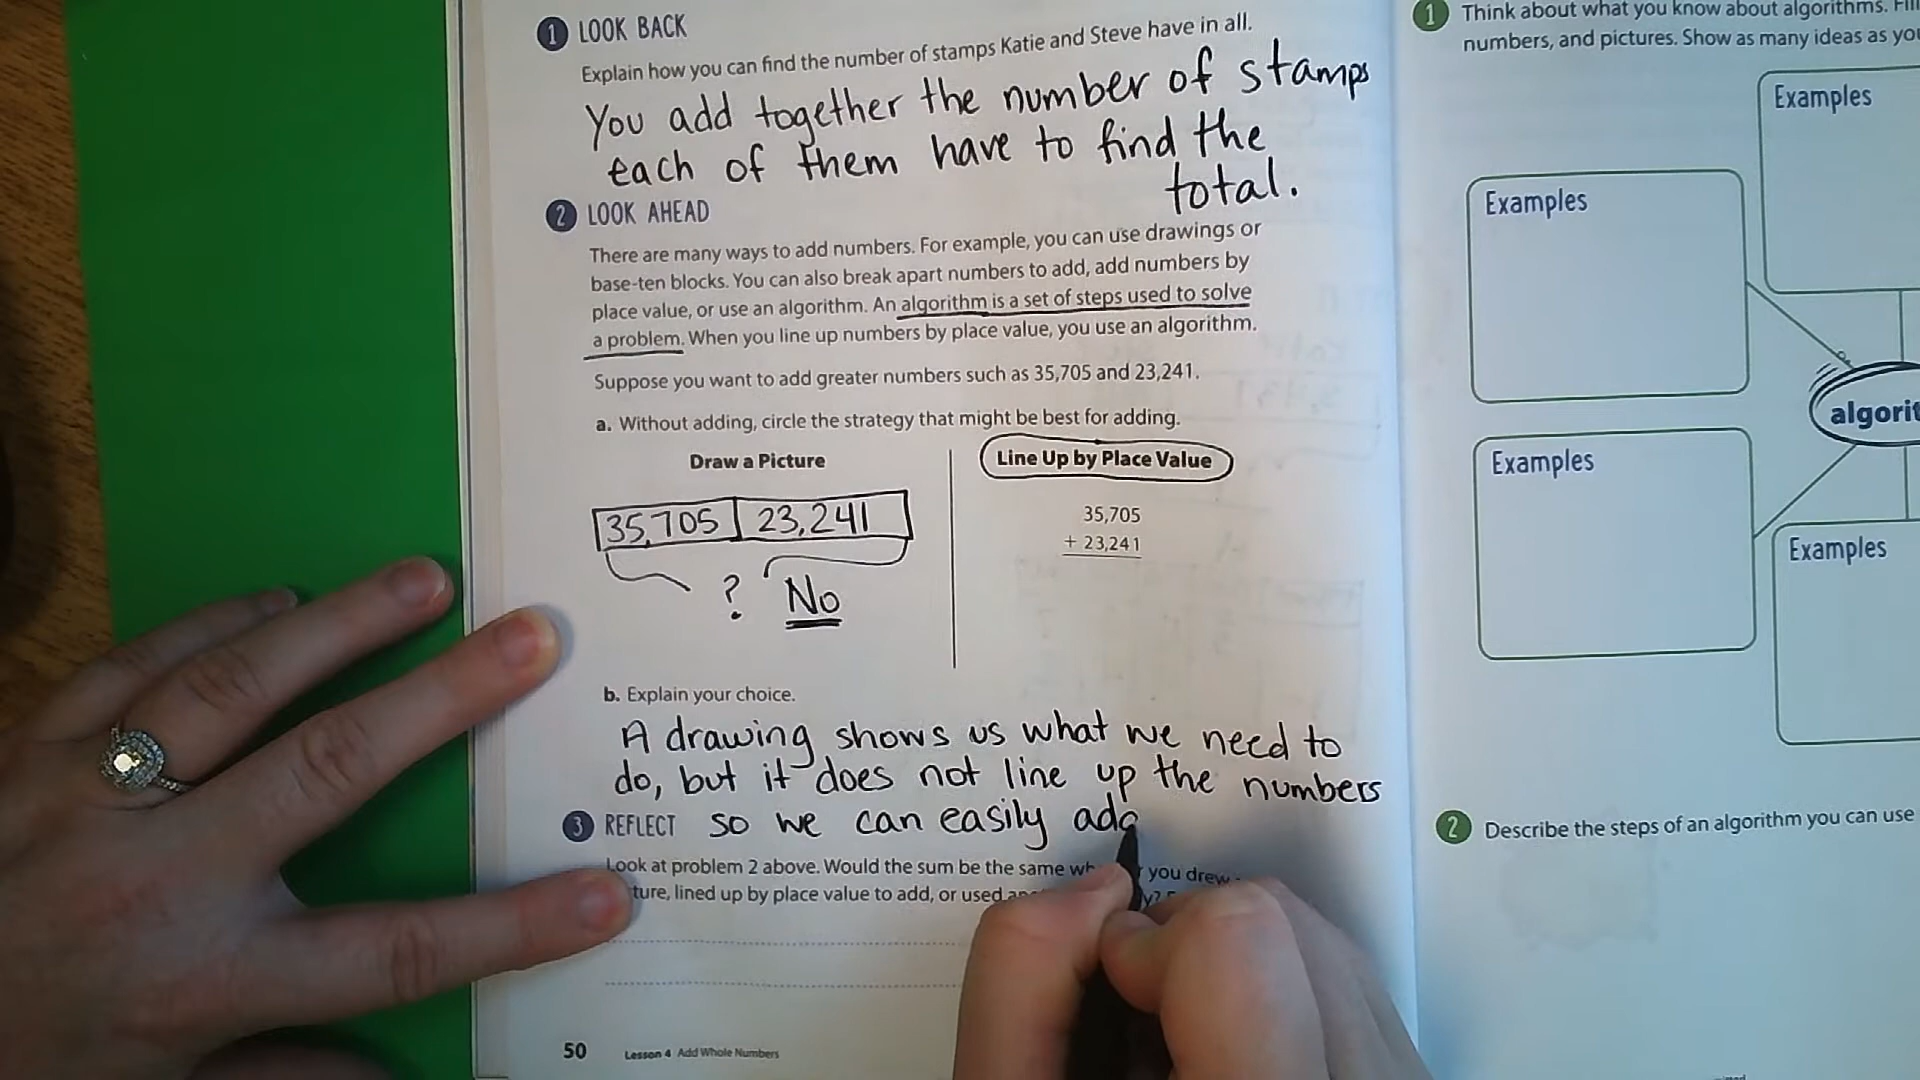 1 LOOK BACK
Explain how you can find the number of stamps Katie and Steve have in all.
You add together the number of stamps
each of them have to find the
total.
2 LOOK AHEAD
There are many ways to add numbers. For example, you can use drawings or
base-ten blocks. You can also break apart numbers to add, add numbers by
place value, or use an algorithm. An algorithm is a set of steps used to solve
a problem. When you line up numbers by place value, you use an algorithm.
Suppose you want to add greater numbers such as 35,705 and 23,241.
a. Without adding, circle the strategy that might be best for adding.
Draw a Picture
35,705 23,241
? No
Line Up by Place Value
35,705
+ 23,241
b. Explain your choice.
A drawing shows us what we need to
do, but it does not line up the numbers
so we can easily
3 REFLECT
Look at problem 2 above. Would the sum be the same you drew
lined up by place value to add, or used
50 Lesson 4 Add Whole Numbers
1 Think about what you know about algorithms.
numbers, and pictures. Show as many ideas as
Examples
Examples
Examples
Examples
2 Describe the steps of an algorithm you can use